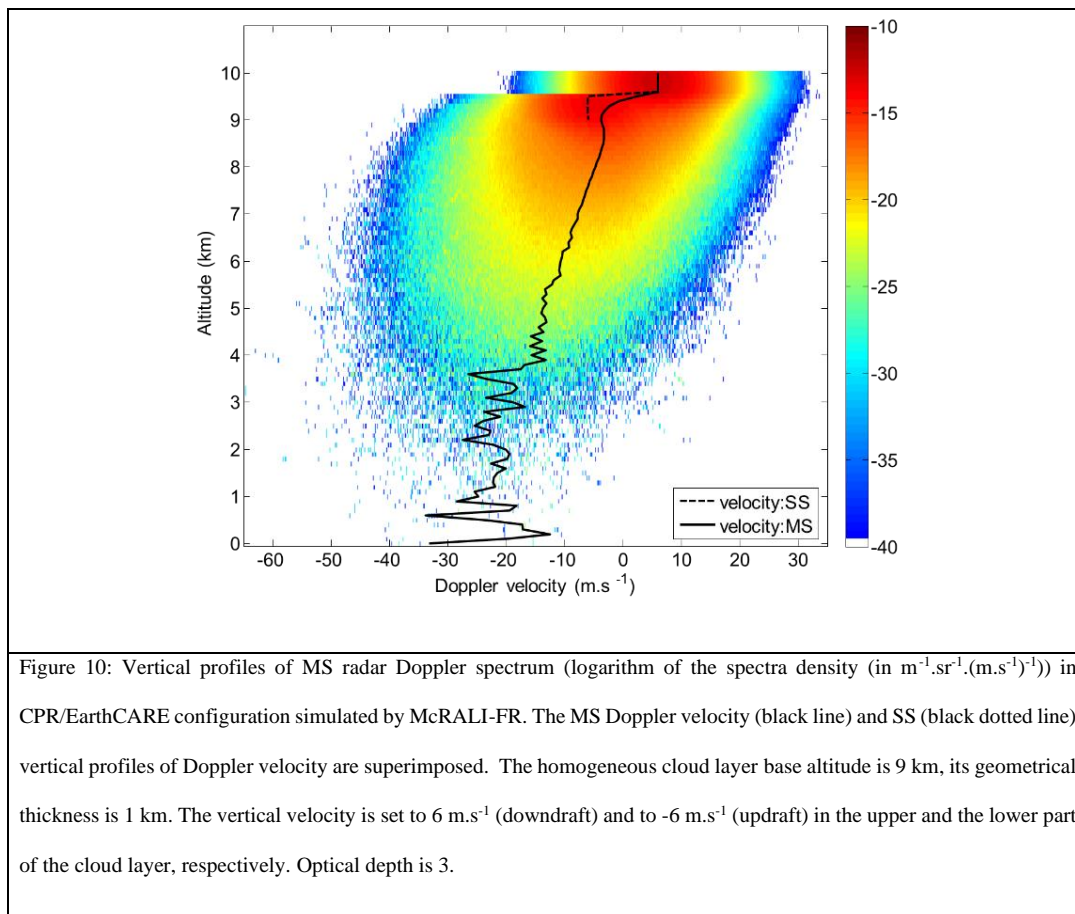 10
9
8
7
6
5
4
3
2
1
0
Altitude (km)
-60 -50 -40 -30 -20 -10 0 10 20 30
Doppler velocity (m.s⁻¹)
velocity:SS
velocity:MS
-10
-15
-20
-25
-30
-35
-40
Figure 10: Vertical profiles of MS radar Doppler spectrum (logarithm of the spectra density (in m⁻¹.sr⁻¹.(m.s⁻¹)⁻¹)) in
CPR/EarthCARE configuration simulated by McRALI-FR. The MS Doppler velocity (black line) and SS (black dotted line)
vertical profiles of Doppler velocity are superimposed. The homogeneous cloud layer base altitude is 9 km, its geometrical
thickness is 1 km. The vertical velocity is set to 6 m.s⁻¹ (downdraft) and to -6 m.s⁻¹ (updraft) in the upper and the lower part
of the cloud layer, respectively. Optical depth is 3.